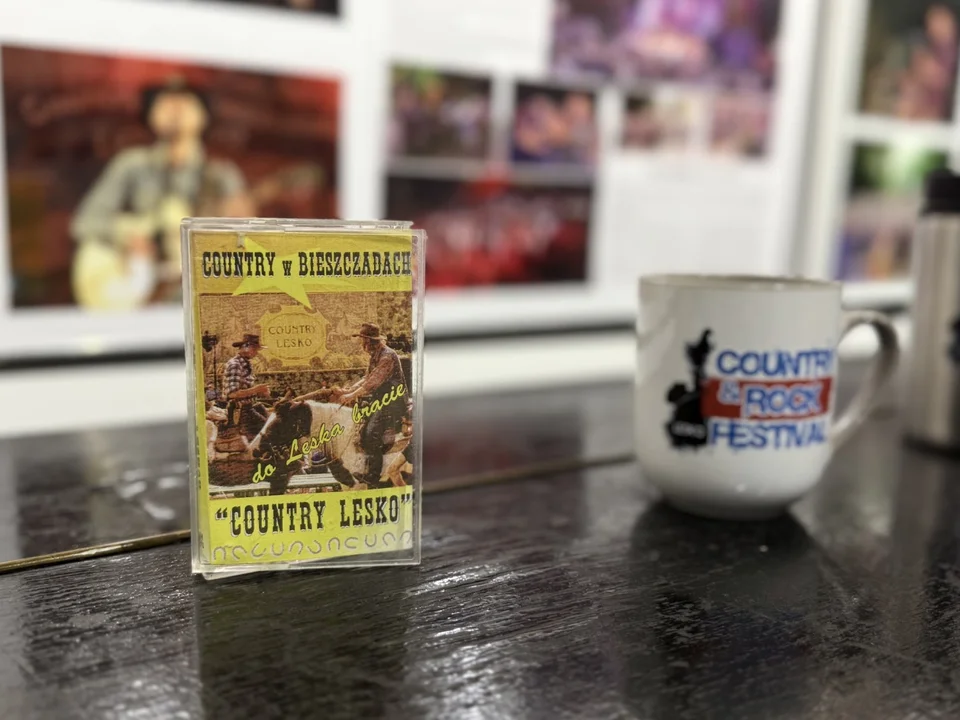 COUNTRY w BIESZCZADACH
COUNTRY
LESKO
do Leska bracie
"COUNTRY LESKO"
COUNTRY
& ROCK
FESTIVAL